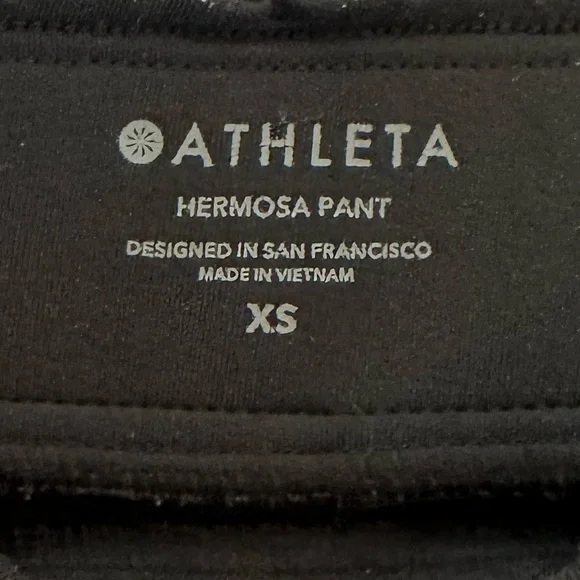 ATHLETA
HERMOSA PANT
DESIGNED IN SAN FRANCISCO
MADE IN VIETNAM
XS